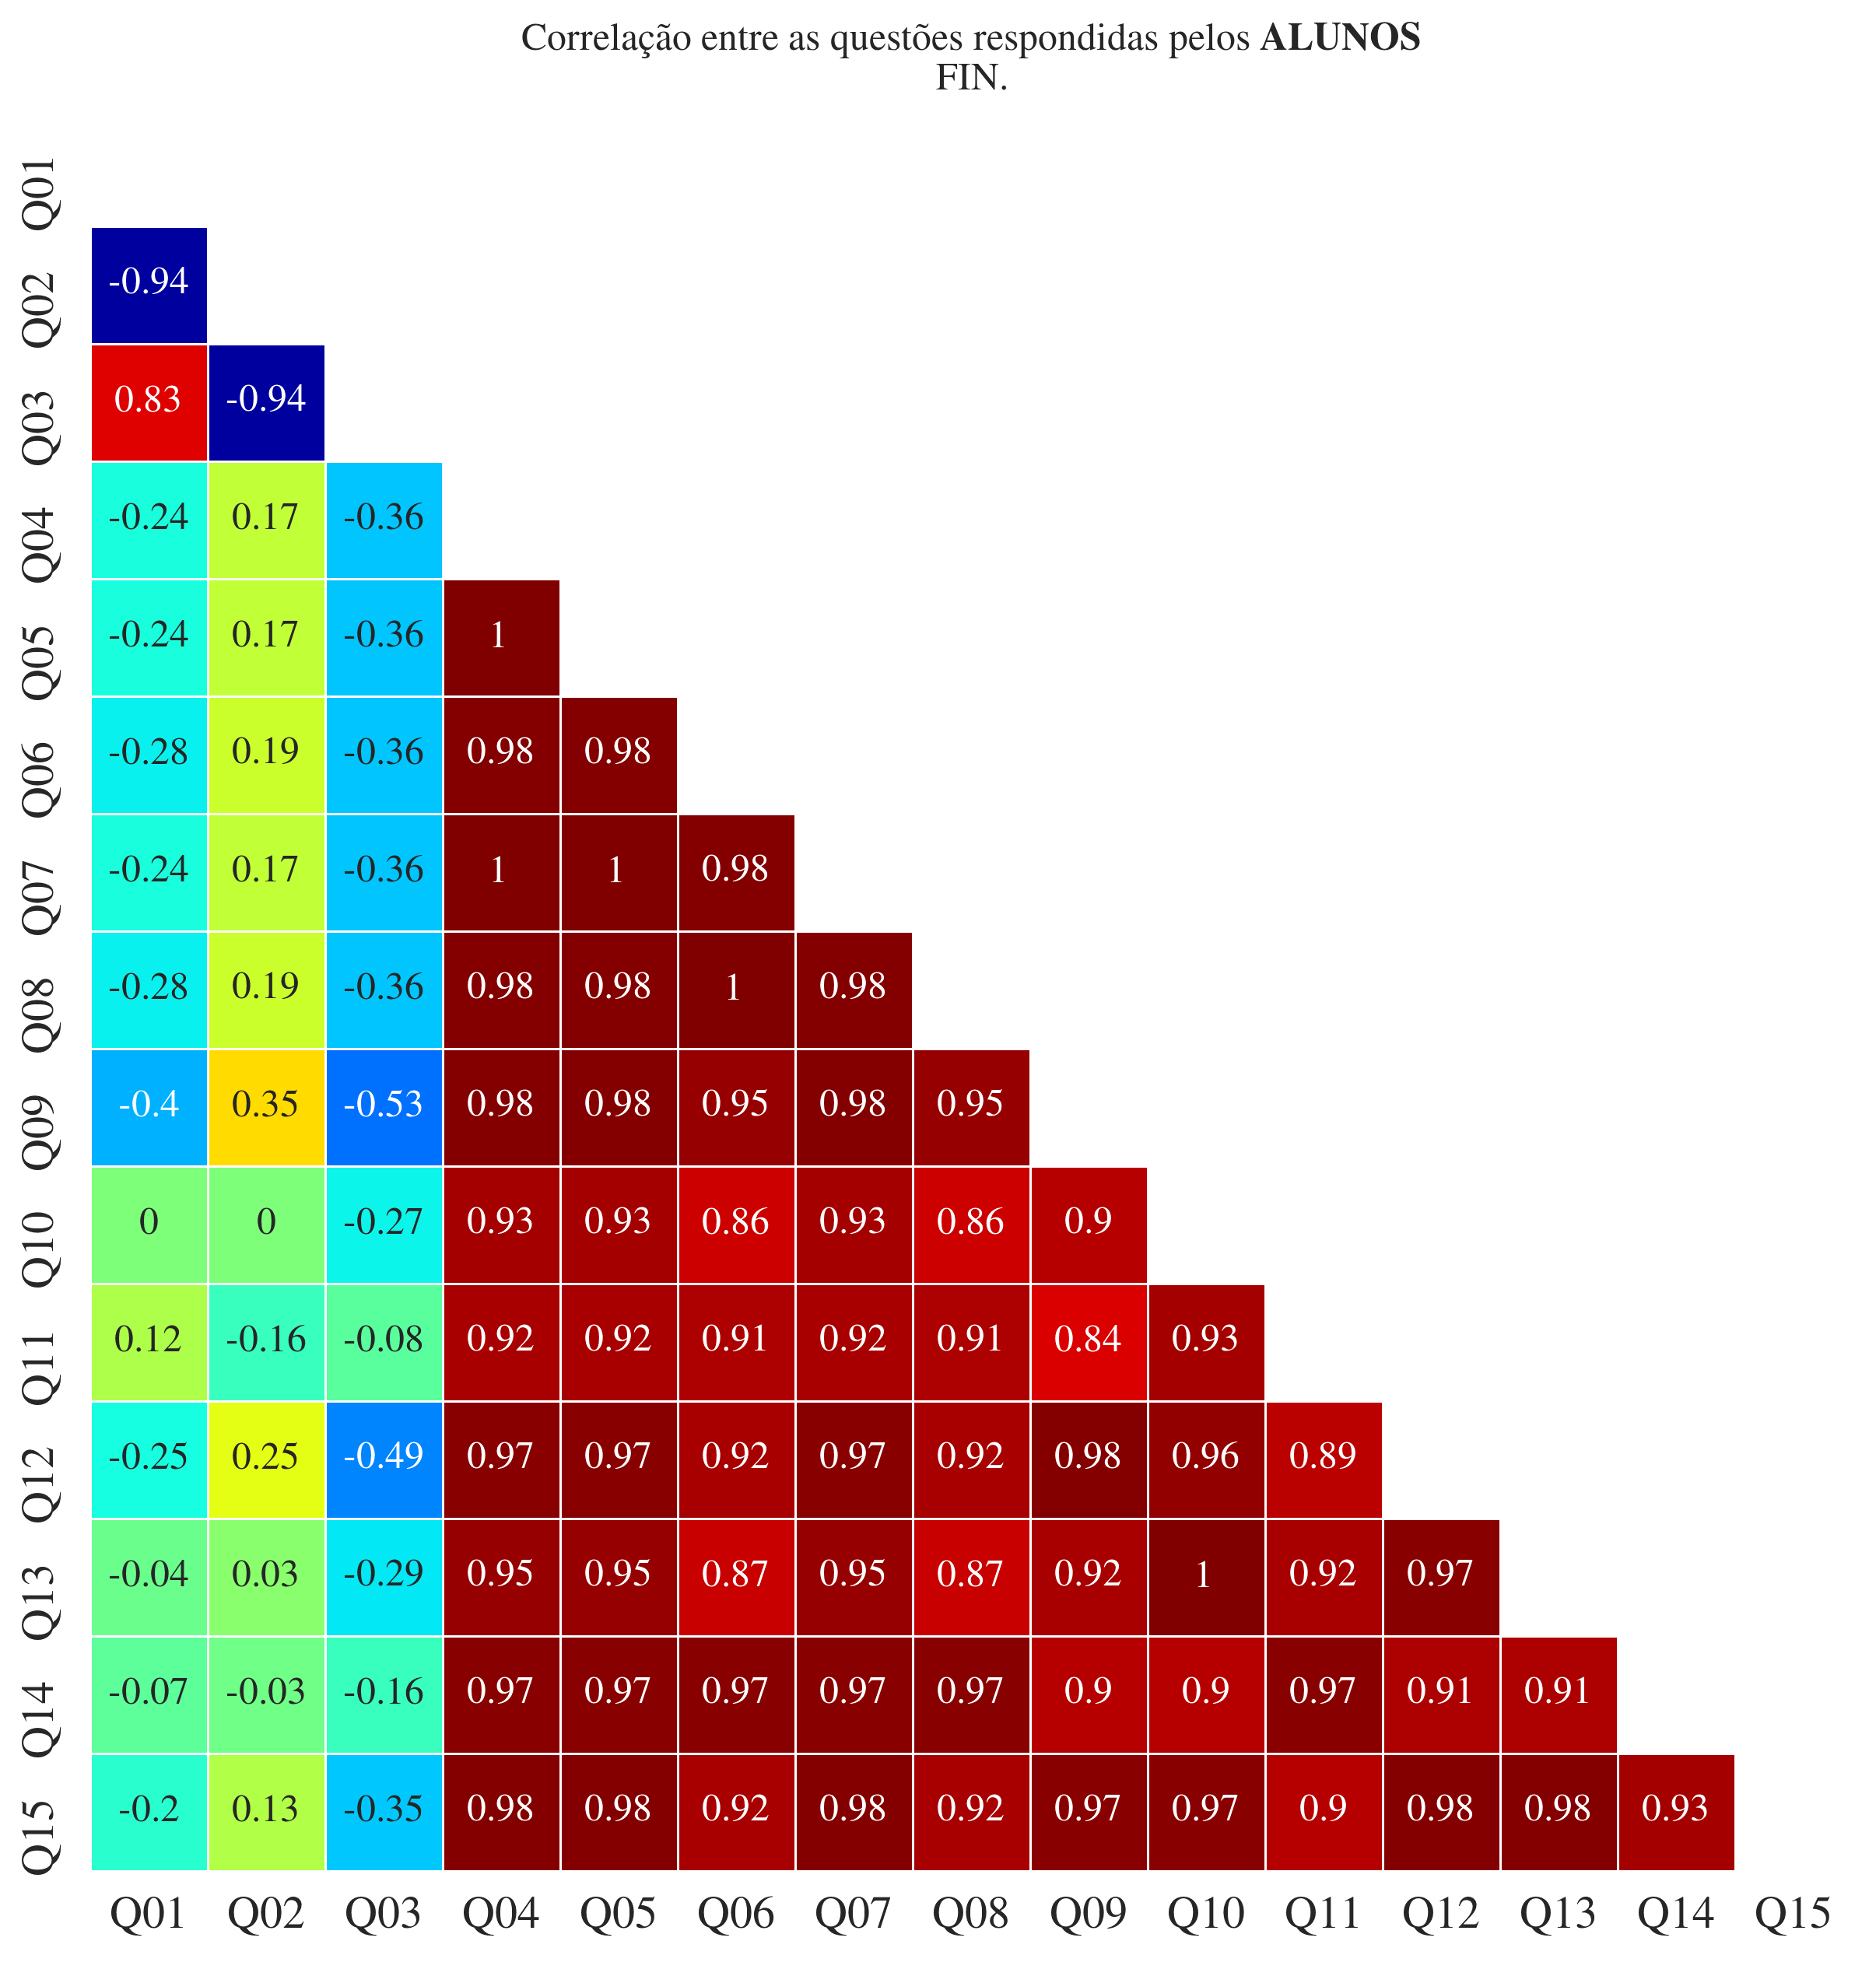 Correlação entre as questões respondidas pelos ALUNOS
FIN.
Q01
Q02 -0.94
Q03 0.83 -0.94
Q04 -0.24 0.17 -0.36
Q05 -0.24 0.17 -0.36 1
Q06 -0.28 0.19 -0.36 0.98 0.98
Q07 -0.24 0.17 -0.36 1 1 0.98
Q08 -0.28 0.19 -0.36 0.98 0.98 1 0.98
Q09 -0.4 0.35 -0.53 0.98 0.98 0.95 0.98 0.95
Q10 0 0 -0.27 0.93 0.93 0.86 0.93 0.86 0.9
Q11 0.12 -0.16 -0.08 0.92 0.92 0.91 0.92 0.91 0.84 0.93
Q12 -0.25 0.25 -0.49 0.97 0.97 0.92 0.97 0.92 0.98 0.96 0.89
Q13 -0.04 0.03 -0.29 0.95 0.95 0.87 0.95 0.87 0.92 1 0.92 0.97
Q14 -0.07 -0.03 -0.16 0.97 0.97 0.97 0.97 0.97 0.9 0.9 0.97 0.91 0.91
Q15 -0.2 0.13 -0.35 0.98 0.98 0.92 0.98 0.92 0.97 0.97 0.9 0.98 0.98 0.93
Q01 Q02 Q03 Q04 Q05 Q06 Q07 Q08 Q09 Q10 Q11 Q12 Q13 Q14 Q15